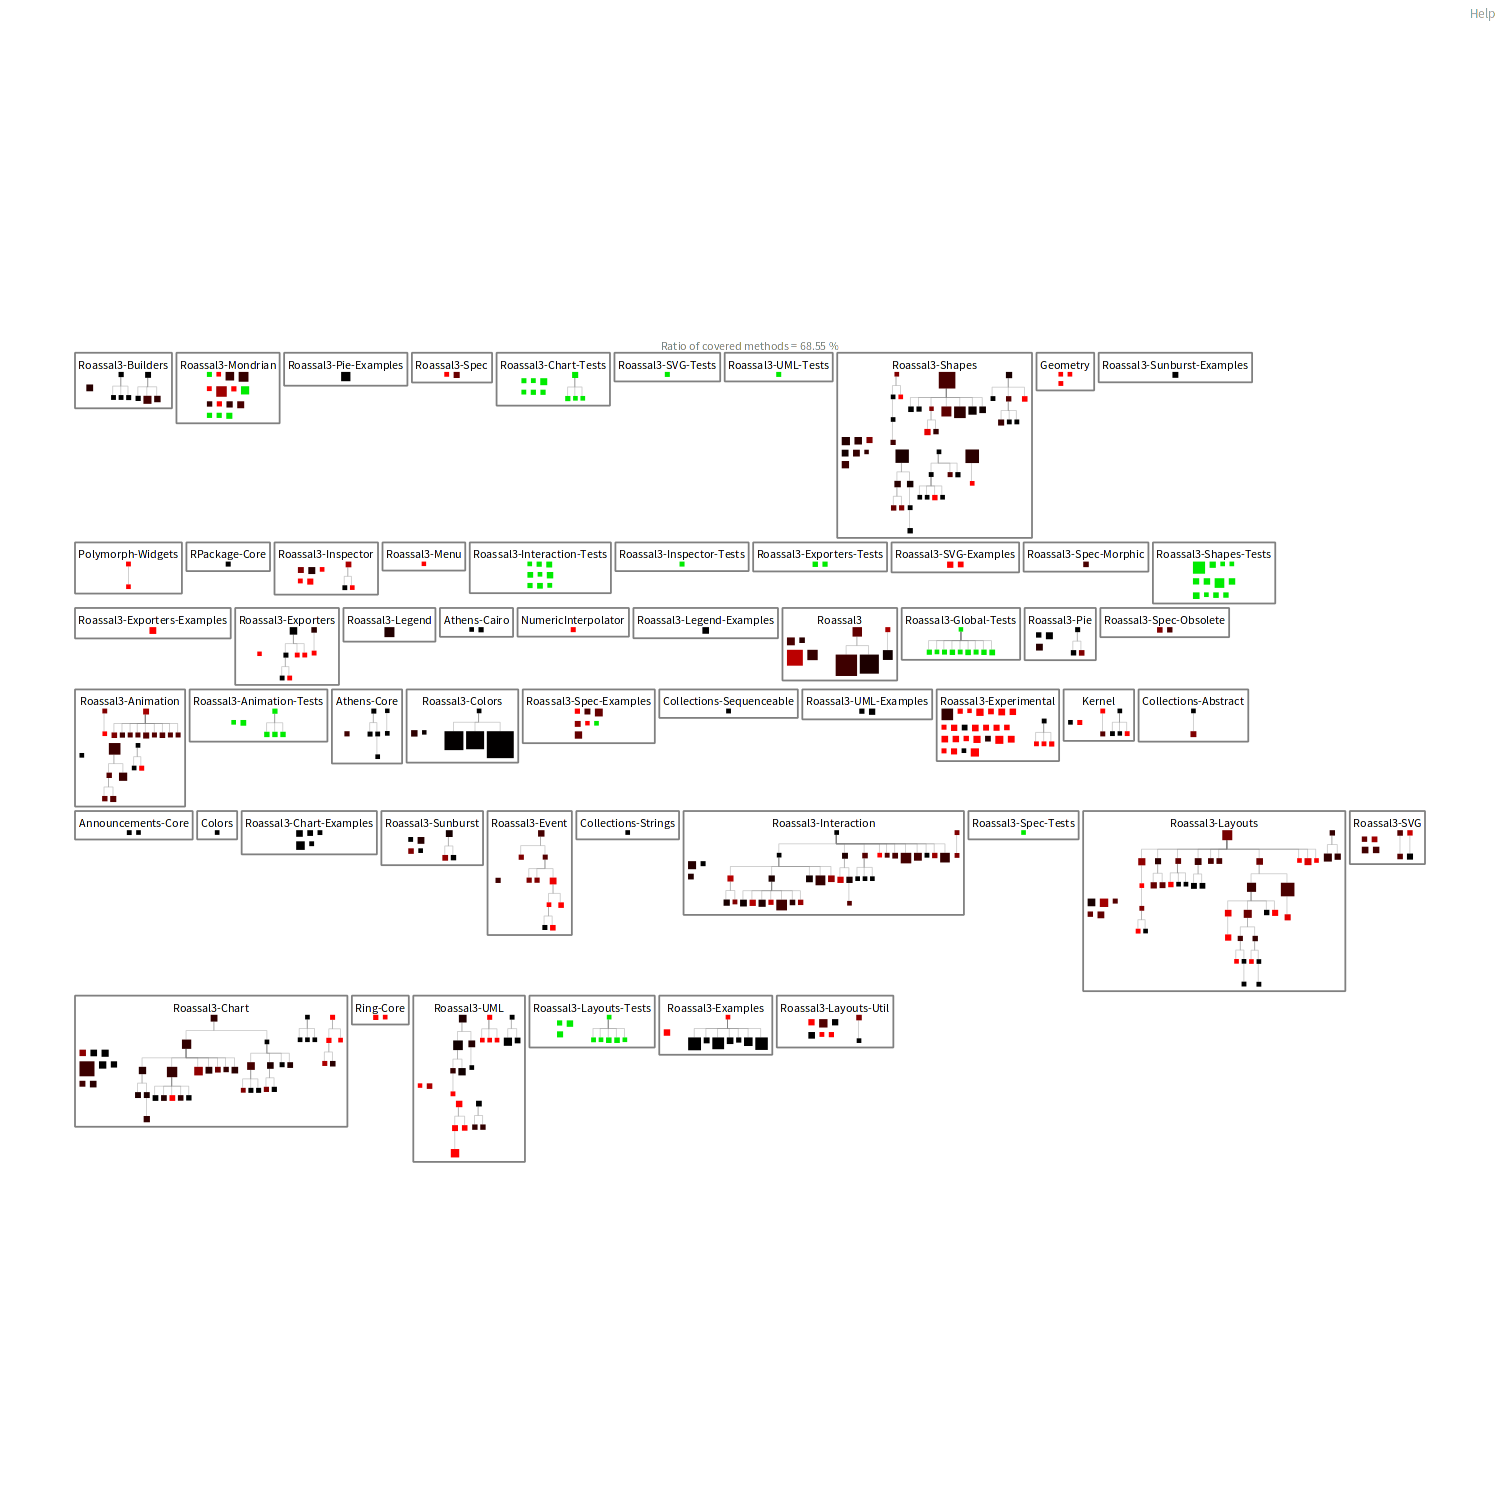 Help
Ratio of covered methods = 68.55 %
Roassal3-Builders
Roassal3-Mondrian
Roassal3-Pie-Examples
Roassal3-Spec
Roassal3-Chart-Tests
Roassal3-SVG-Tests
Roassal3-UML-Tests
Roassal3-Shapes
Geometry
Roassal3-Sunburst-Examples
Polymorph-Widgets
RPackage-Core
Roassal3-Inspector
Roassal3-Menu
Roassal3-Interaction-Tests
Roassal3-Inspector-Tests
Roassal3-Exporters-Tests
Roassal3-SVG-Examples
Roassal3-Spec-Morphic
Roassal3-Shapes-Tests
Roassal3-Exporters-Examples
Roassal3-Exporters
Roassal3-Legend
Athens-Cairo
NumericInterpolator
Roassal3-Legend-Examples
Roassal3
Roassal3-Global-Tests
Roassal3-Pie
Roassal3-Spec-Obsolete
Roassal3-Animation
Roassal3-Animation-Tests
Athens-Core
Roassal3-Colors
Roassal3-Spec-Examples
Collections-Sequenceable
Roassal3-UML-Examples
Roassal3-Experimental
Kernel
Collections-Abstract
Announcements-Core
Colors
Roassal3-Chart-Examples
Roassal3-Sunburst
Roassal3-Event
Collections-Strings
Roassal3-Interaction
Roassal3-Spec-Tests
Roassal3-Layouts
Roassal3-SVG
Roassal3-Chart
Ring-Core
Roassal3-UML
Roassal3-Layouts-Tests
Roassal3-Examples
Roassal3-Layouts-Util